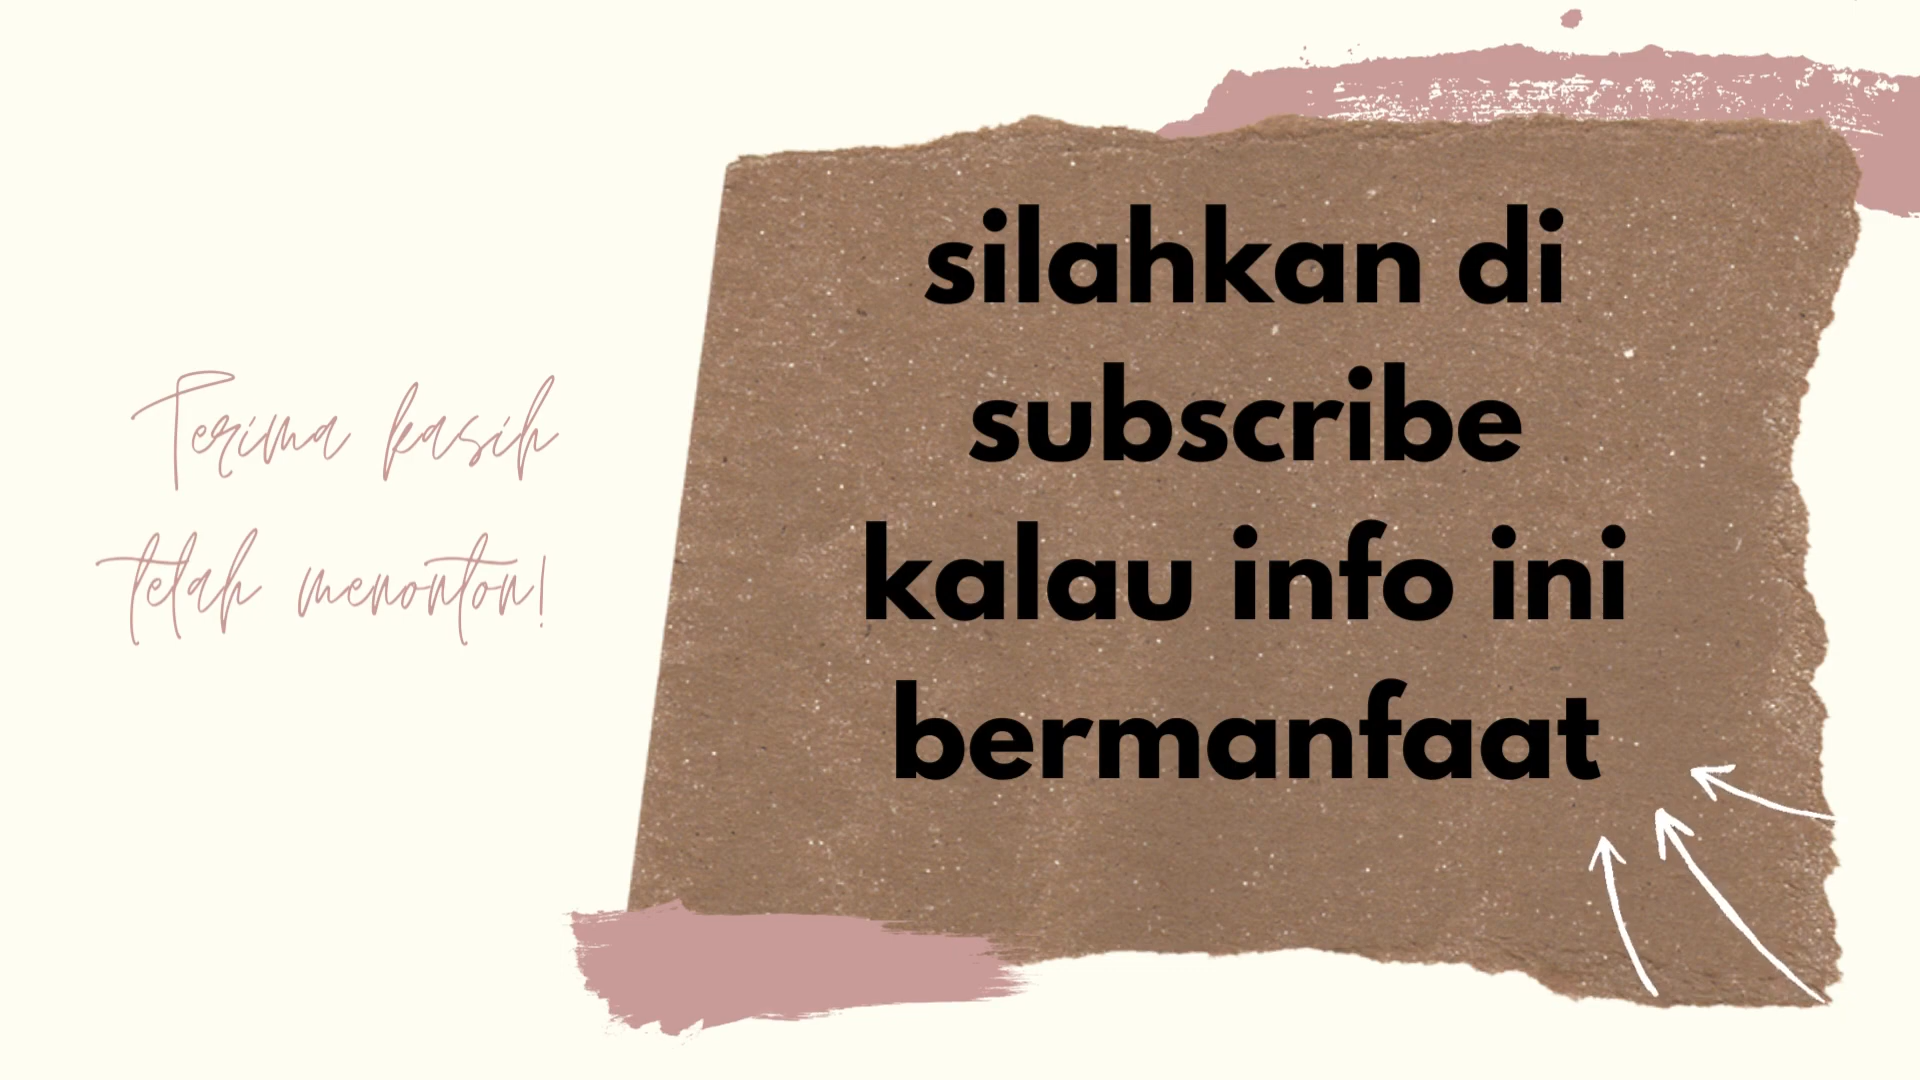 Terima kasih
telah menonton!
silahkan di
subscribe
kalau info ini
bermanfaat